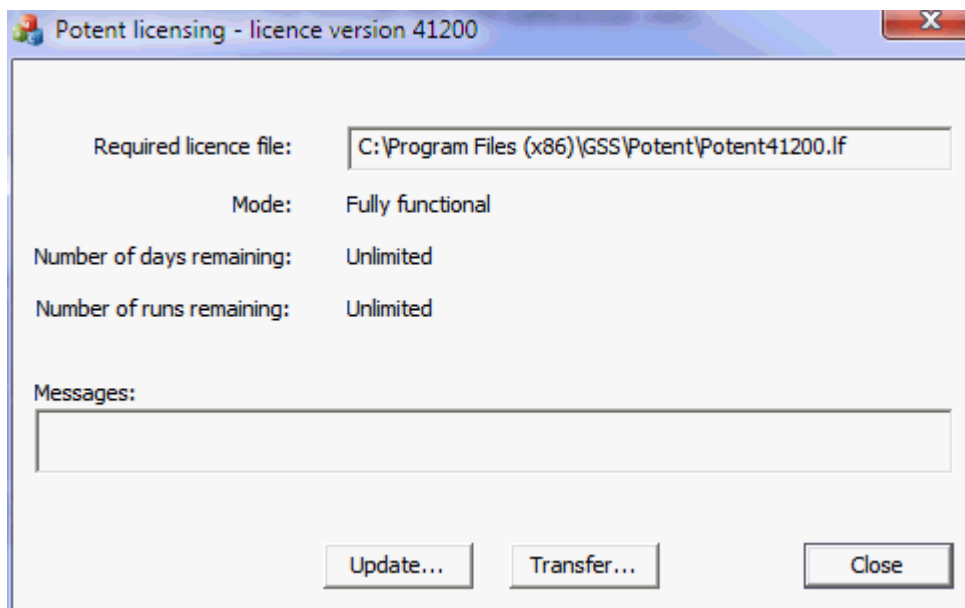 Potent licensing - licence version 41200
Required licence file: C:\Program Files (x86)\GSS\Potent\Potent41200.lf
Mode: Fully functional
Number of days remaining: Unlimited
Number of runs remaining: Unlimited
Messages:
Update... Transfer... Close